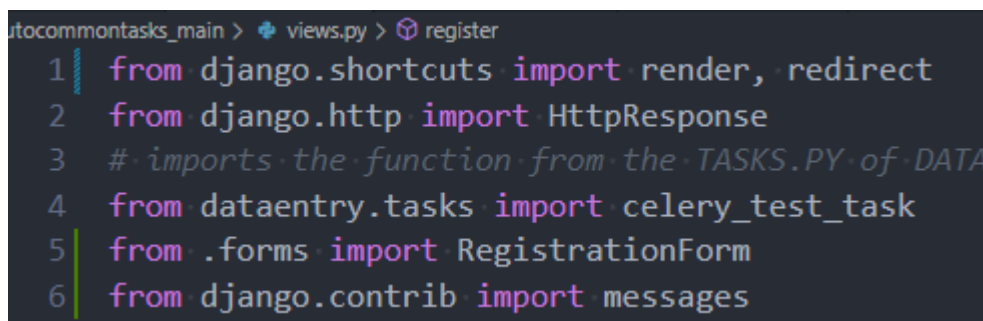 utocommontasks_main > views.py > register
1 from django.shortcuts import render, redirect
2 from django.http import HttpResponse
3 # imports the function from the TASKS.PY of DATA
4 from dataentry.tasks import celery_test_task
5 from .forms import RegistrationForm
6 from django.contrib import messages